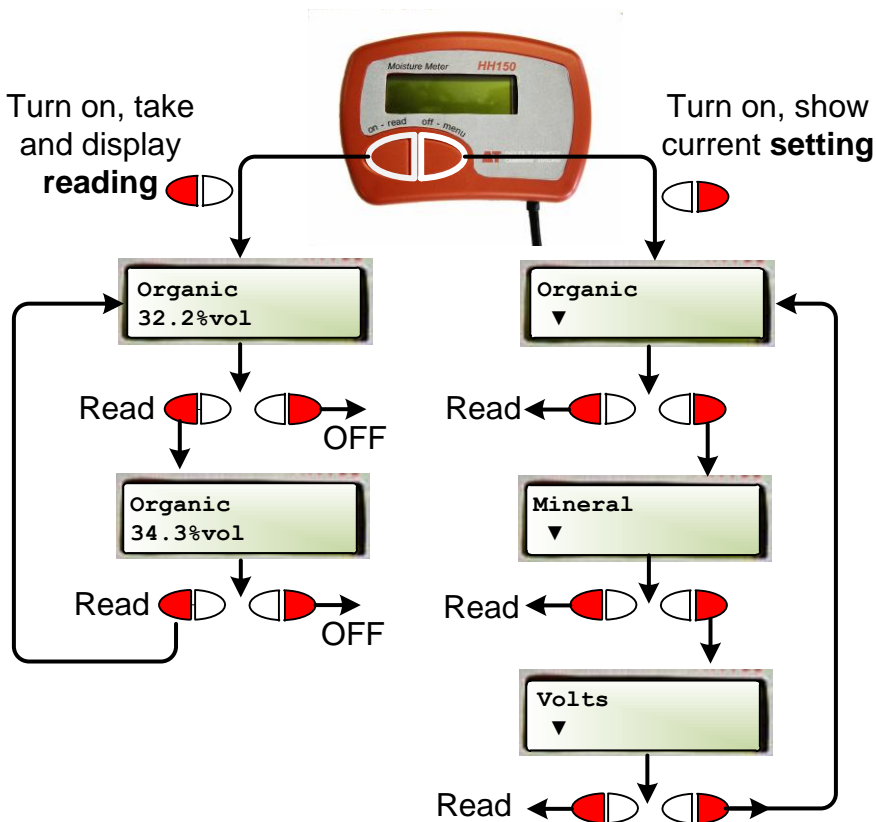 Moisture Meter HH150
on - read off - menu
Turn on, take
and display
reading
Turn on, show
current setting
Organic
32.2%vol
Read
OFF
Organic
34.3%vol
Read
OFF
Organic
▼
Read
Mineral
▼
Read
Volts
▼
Read